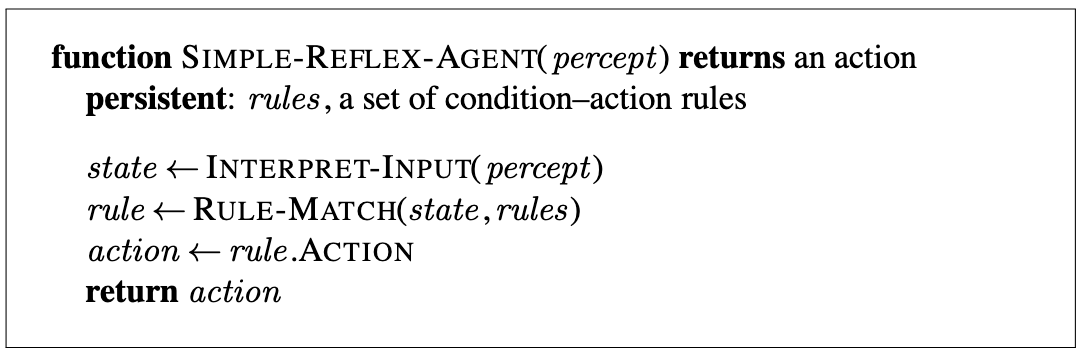 function SIMPLE-REFLEX-AGENT(percept) returns an action
persistent: rules, a set of condition–action rules
state ← INTERPRET-INPUT(percept)
rule ← RULE-MATCH(state, rules)
action ← rule.ACTION
return action